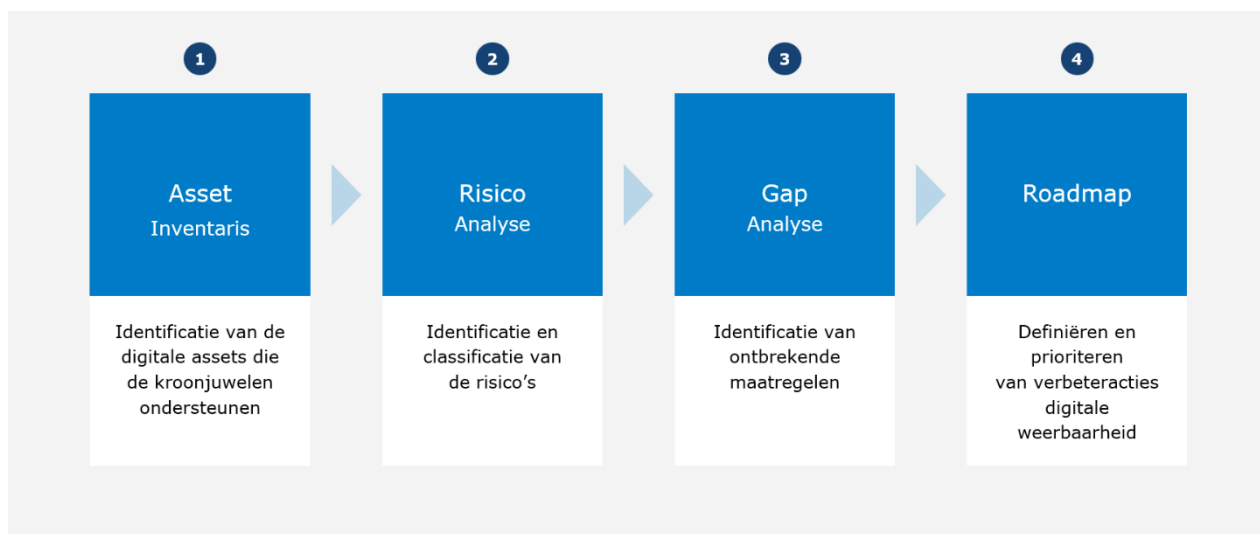 1
Asset
Inventaris
Identificatie van de
digitale assets die
de kroonjuwelen
ondersteunen
2
Risico
Analyse
Identificatie en
classificatie van
de risico’s
3
Gap
Analyse
Identificatie van
ontbrekende
maatregelen
4
Roadmap
Definiëren en
prioriteren
van verbeteracties
digitale
weerbaarheid